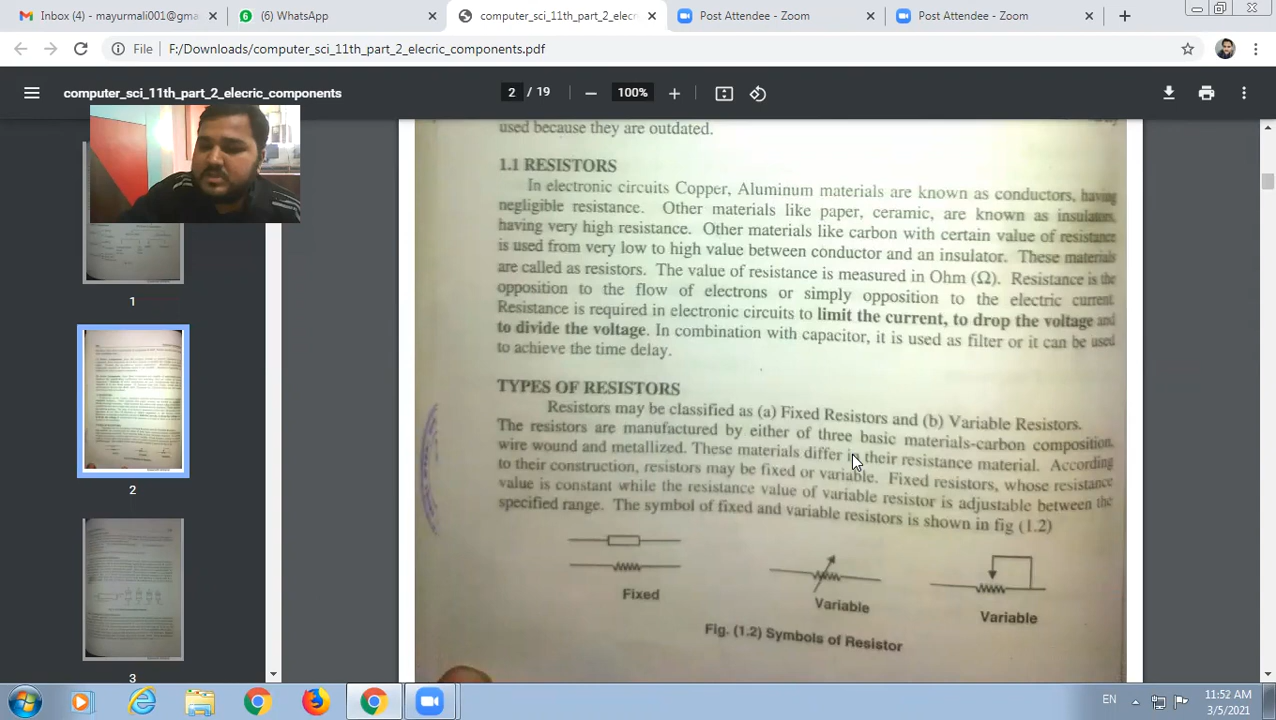 Inbox (4) - mayurmali001@gma
(6) WhatsApp
computer_sci_11th_part_2_elecr
Post Attendee - Zoom
Post Attendee - Zoom
File
F:/Downloads/computer_sci_11th_part_2_elecric_components.pdf
computer_sci_11th_part_2_elecric_components
2 / 19
100%
used because they are outdated.
1.1 RESISTORS
In electronic circuits Copper, Aluminum materials are known as conductors, having
negligible resistance. Other materials like paper, ceramic, are known as insulators,
having very high resistance. Other materials like carbon with certain value of resistance
is used from very low to high value between conductor and an insulator. These materials
are called as resistors. The value of resistance is measured in Ohm (Ω). Resistance is the
opposition to the flow of electrons or simply opposition to the electric current.
Resistance is required in electronic circuits to limit the current, to drop the voltage and
to divide the voltage. In combination with capacitor, it is used as filter or it can be used
to achieve the time delay.
TYPES OF RESISTORS
Resistors may be classified as (a) Fixed Resistors and (b) Variable Resistors.
The resistors are manufactured by either of three basic materials-carbon composition,
wire wound and metallized. These materials differ in their resistance material. According
to their construction, resistors may be fixed or variable. Fixed resistors, whose resistance
value is constant while the resistance value of variable resistor is adjustable between the
specified range. The symbol of fixed and variable resistors is shown in fig (1.2)
Fixed
Variable
Variable
Fig. (1.2) Symbols of Resistor
1
2
3
EN
11:52 AM
3/5/2021